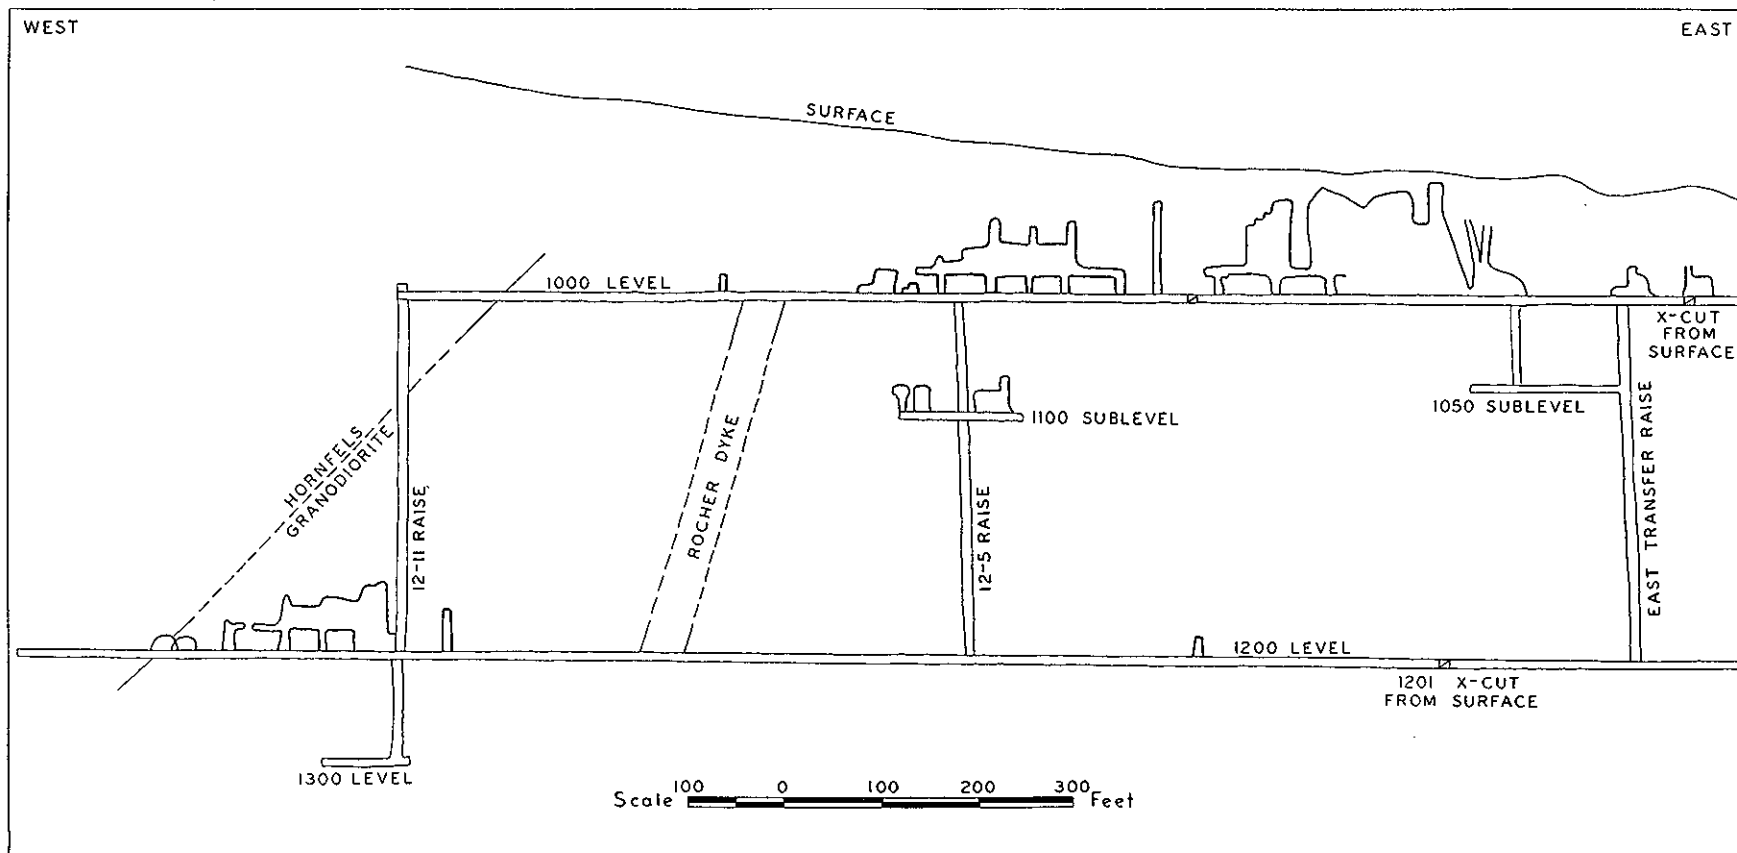 WEST
EAST
SURFACE
1000 LEVEL
X-CUT
FROM
SURFACE
1100 SUBLEVEL
1050 SUBLEVEL
HORNFELS
GRANODIORITE
12-11 RAISE
ROCHER DYKE
12-5 RAISE
EAST TRANSFER RAISE
1200 LEVEL
1201 X-CUT
FROM SURFACE
1300 LEVEL
Scale 100 0 100 200 300 Feet